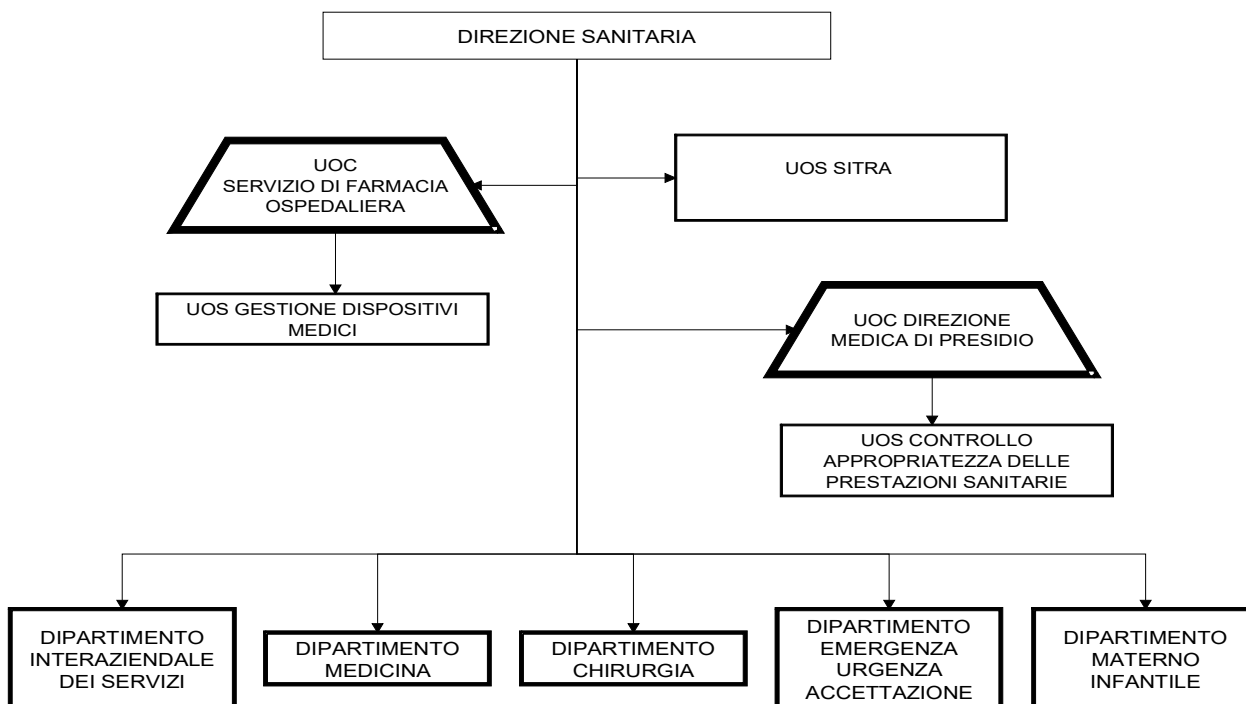 DIREZIONE SANITARIA
UOC
SERVIZIO DI FARMACIA
OSPEDALIERA
UOS SITRA
UOS GESTIONE DISPOSITIVI
MEDICI
UOC DIREZIONE
MEDICA DI PRESIDIO
UOS CONTROLLO
APPROPRIATEZZA DELLE
PRESTAZIONI SANITARIE
DIPARTIMENTO
INTERAZIENDALE
DEI SERVIZI
DIPARTIMENTO
MEDICINA
DIPARTIMENTO
CHIRURGIA
DIPARTIMENTO
EMERGENZA
URGENZA
ACCETTAZIONE
DIPARTIMENTO
MATERNO
INFANTILE